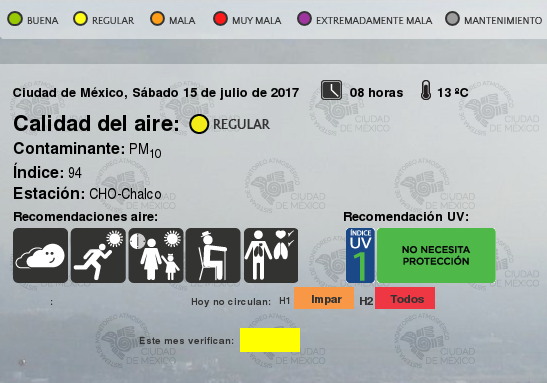 BUENA REGULAR MALA MUY MALA EXTREMADAMENTE MALA MANTENIMIENTO
Ciudad de México, Sábado 15 de julio de 2017 08 horas 13 ºC
Calidad del aire: REGULAR
Contaminante: PM10
Índice: 94
Estación: CHO-Chalco
Recomendaciones aire: Recomendación UV:
ÍNDICE UV 1 NO NECESITA PROTECCIÓN
: Hoy no circulan: H1 Impar H2 Todos
Este mes verifican:
CIUDAD DE MÉXICO